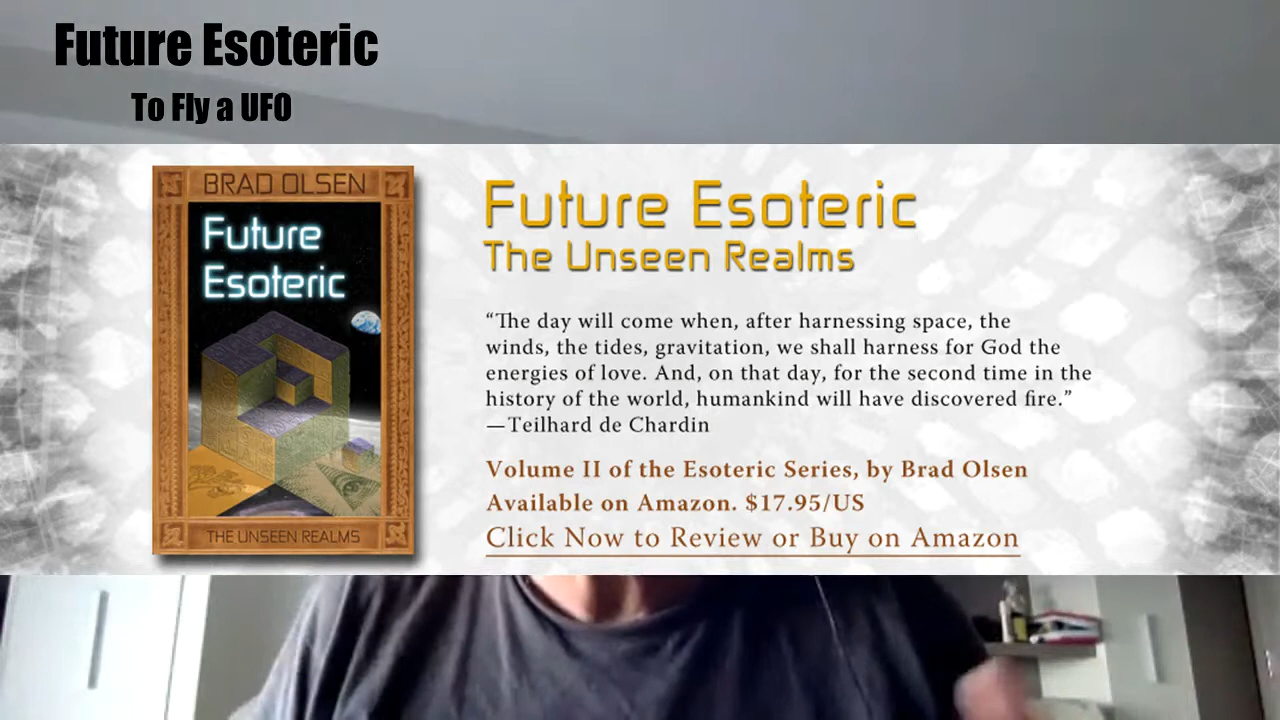 Future Esoteric
To Fly a UFO
BRAD OLSEN
Future
Esoteric
THE UNSEEN REALMS
Future Esoteric
The Unseen Realms
“The day will come when, after harnessing space, the
winds, the tides, gravitation, we shall harness for God the
energies of love. And, on that day, for the second time in the
history of the world, humankind will have discovered fire.”
—Teilhard de Chardin
Volume II of the Esoteric Series, by Brad Olsen
Available on Amazon. $17.95/US
Click Now to Review or Buy on Amazon